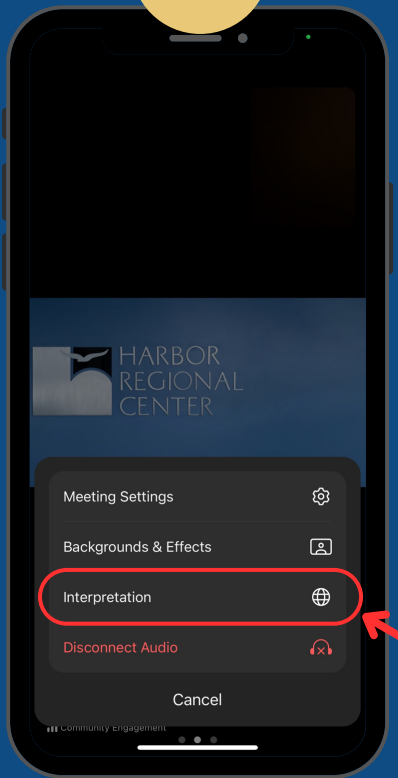 HARBOR
REGIONAL
CENTER
Meeting Settings
Backgrounds & Effects
Interpretation
Disconnect Audio
Cancel
Community Engagement